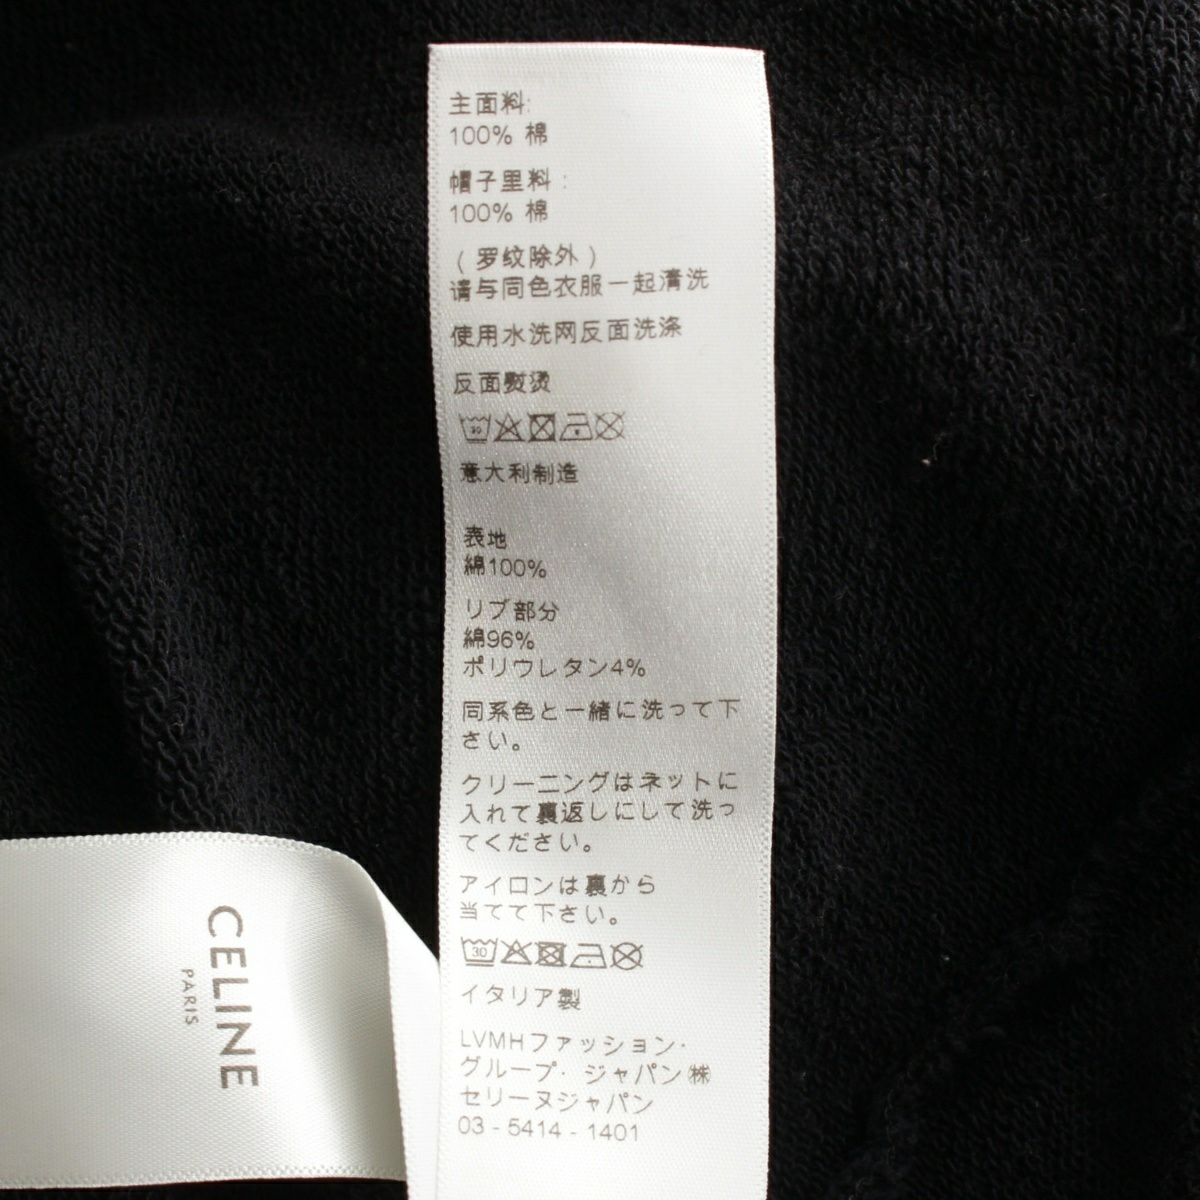 主面料:
100% 棉
帽子里料:
100% 棉
(罗纹除外)
请与同色衣服一起清洗
使用水洗网反面洗涤
反面熨烫
30
意大利制造
表地
綿100%
リブ部分
綿96%
ポリウレタン4%
同系色と一緒に洗って下
さい。
クリーニングはネットに
入れて裏返しにして洗っ
てください。
アイロンは裏から
当てて下さい。
30
イタリア製
LVMHファッション・
グループ・ジャパン㈱
セリーヌジャパン
03 - 5414 - 1401
CELINE
PARIS